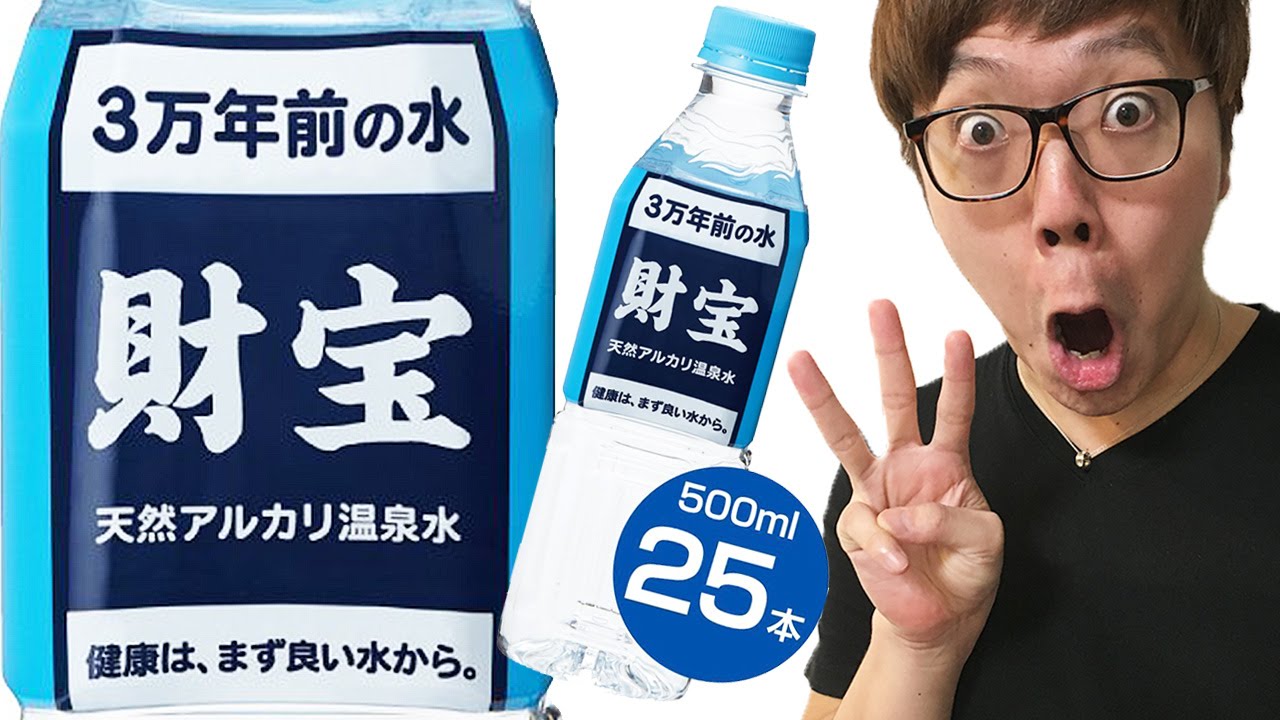 3万年前の水
財宝
天然アルカリ温泉水
健康は、まず良い水から。
3万年前の水
財宝
天然アルカリ温泉水
健康は、まず良い水から。
500ml
25本